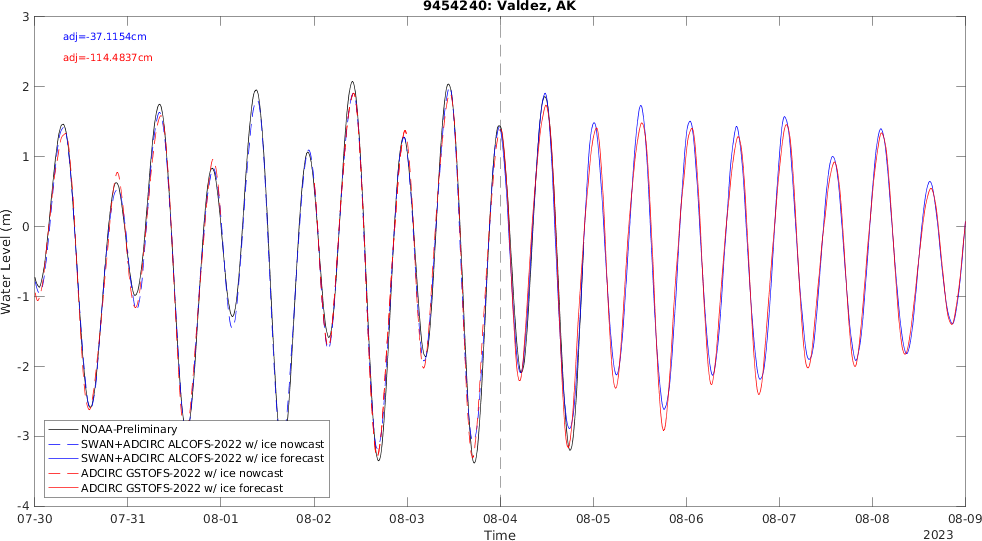 9454240: Valdez, AK
adj=-37.1154cm
adj=-114.4837cm
3
2
1
0
-1
-2
-3
-4
Water Level (m)
NOAA-Preliminary
SWAN+ADCIRC ALCOFS-2022 w/ ice nowcast
SWAN+ADCIRC ALCOFS-2022 w/ ice forecast
ADCIRC GSTOFS-2022 w/ ice nowcast
ADCIRC GSTOFS-2022 w/ ice forecast
07-30 07-31 08-01 08-02 08-03 08-04 08-05 08-06 08-07 08-08 08-09
Time
2023